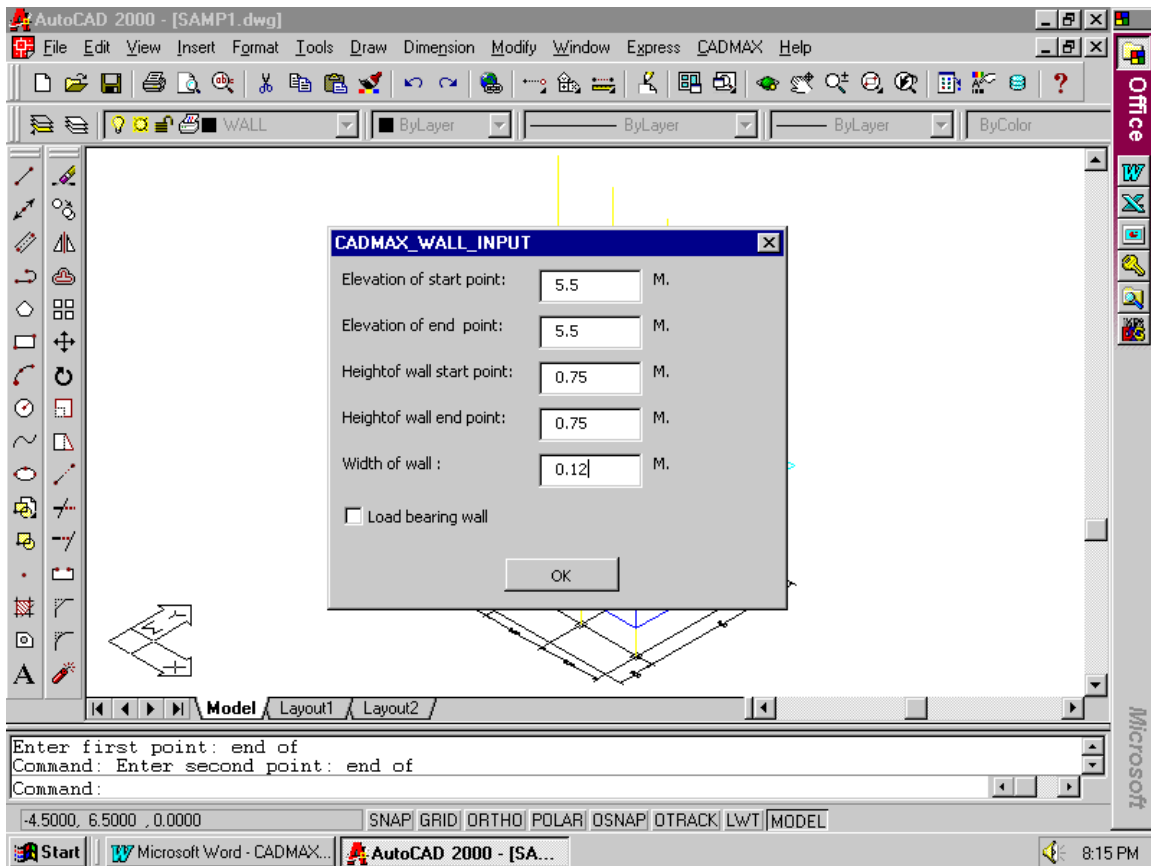 AutoCAD 2000 - [SAMP1.dwg]
File Edit View Insert Format Tools Draw Dimension Modify Window Express CADMAX Help
WALL ByLayer ByLayer ByLayer ByColor
Office
CADMAX_WALL_INPUT
Elevation of start point: 5.5 M.
Elevation of end point: 5.5 M.
Heightof wall start point: 0.75 M.
Heightof wall end point: 0.75 M.
Width of wall : 0.12 M.
Load bearing wall
OK
A
Model Layout1 Layout2
Microsoft
Enter first point: end of
Command: Enter second point: end of
Command:
-4.5000, 6.5000 , 0.0000 SNAP GRID ORTHO POLAR OSNAP OTRACK LWT MODEL
Start Microsoft Word - CADMAX... AutoCAD 2000 - [SA... 8:15 PM